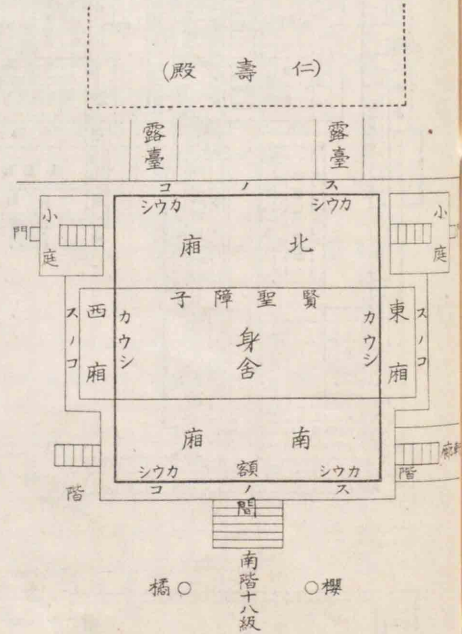 (殿壽仁)
露臺
露臺
コノス
シウカ
シウカ
小庭
小庭
門
廂北
子障聖賢
西廂
東廂
スノコ
スノコ
カウシ
カウシ
身舍
廂南
シウカ
シウカ
額間
コノス
階
階
南階十八級
橘
櫻